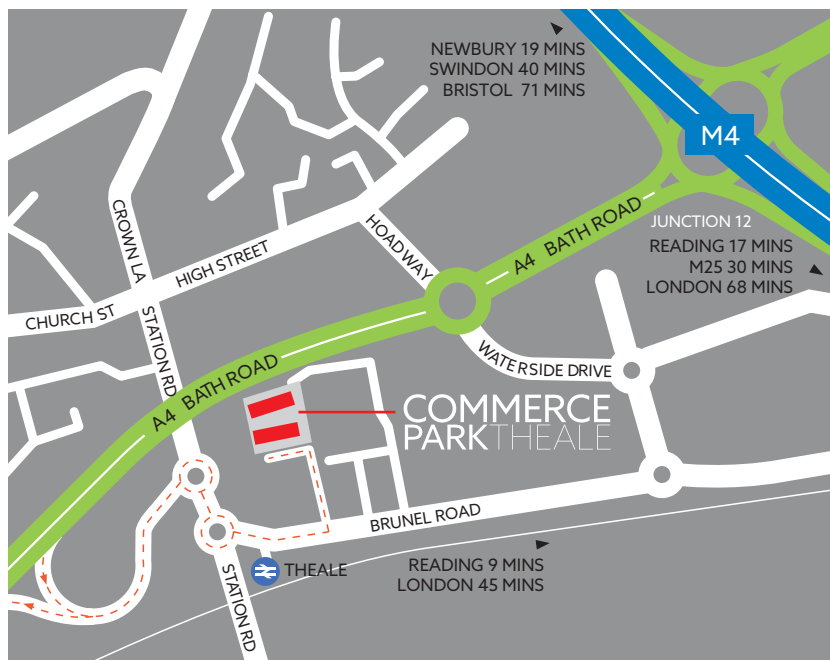 NEWBURY 19 MINS
SWINDON 40 MINS
BRISTOL 71 MINS
M4
JUNCTION 12
READING 17 MINS
M25 30 MINS
LONDON 68 MINS
CROWN LA
HIGH STREET
HOADWAY
A4 BATH ROAD
CHURCH ST
STATION RD
WATERSIDE DRIVE
A4 BATH ROAD
COMMERCE
PARKTHEALE
BRUNEL ROAD
THEALE
READING 9 MINS
LONDON 45 MINS
STATION RD